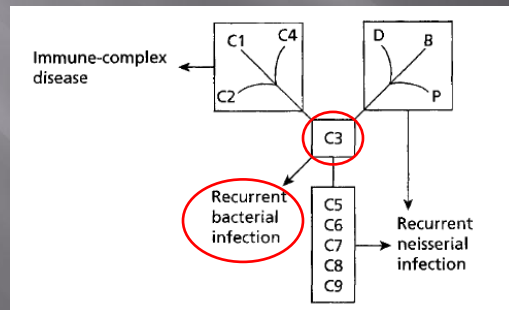 C1 C4
C2
D B
P
Immune-complex
disease
C3
Recurrent
bacterial
infection
C5
C6
C7
C8
C9
Recurrent
neisserial
infection